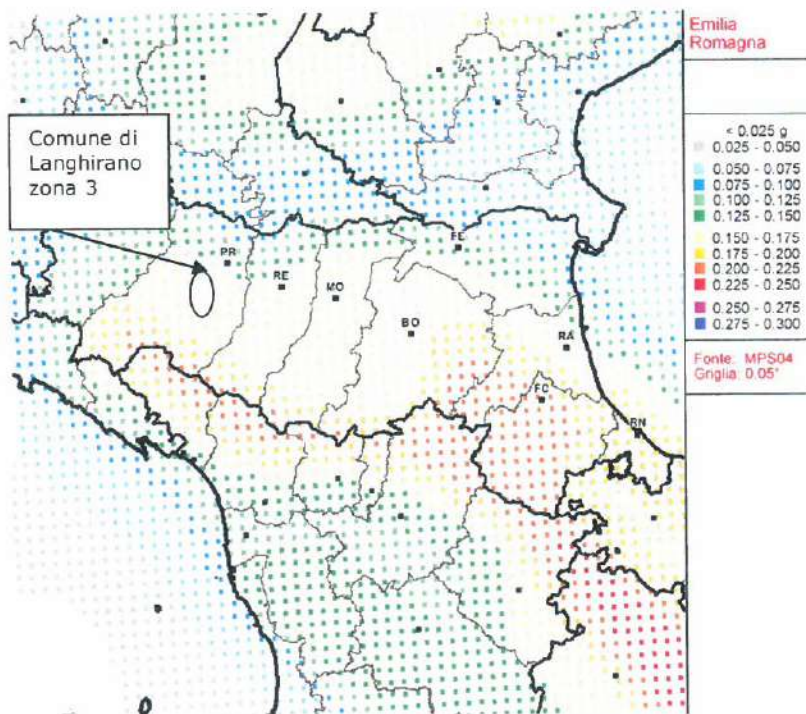 Emilia
Romagna
Comune di
Langhirano
zona 3
< 0.025 g
0.025 - 0.050
0.050 - 0.075
0.075 - 0.100
0.100 - 0.125
0.125 - 0.150
0.150 - 0.175
0.175 - 0.200
0.200 - 0.225
0.225 - 0.250
0.250 - 0.275
0.275 - 0.300
Fonte: MPS04
Griglia: 0.05°
PR
RE
MO
FE
BO
RA
FO
RN